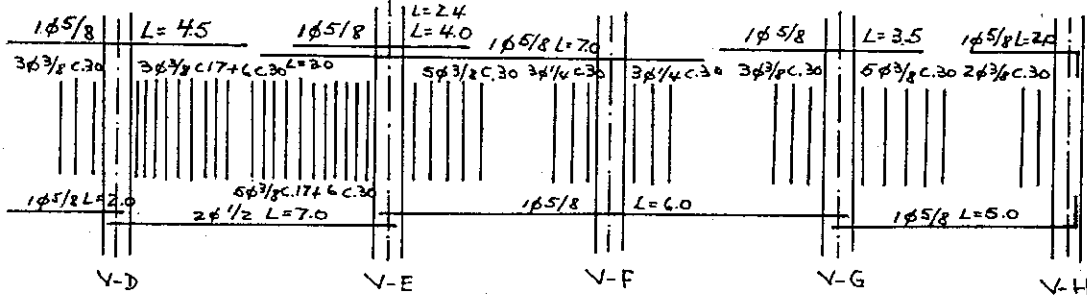 L=2.4
1φ5/8 L=4.5 1φ5/8 L=4.0 1φ5/8 L=7.0 1φ5/8 L=3.5 1φ5/8 L=2.0
3φ3/8 c.30 3φ3/8 c.17+6 c.30 L=2.0 5φ3/8 c.30 3φ1/4 c.30 3φ1/4 c.30 3φ3/8 c.30 5φ3/8 c.30 2φ3/8 c.30
5φ3/8 c.17+6 c.30
1φ5/8 L=2.0 2φ1/2 L=7.0 1φ5/8 L=6.0 1φ5/8 L=5.0
V-D V-E V-F V-G V-H